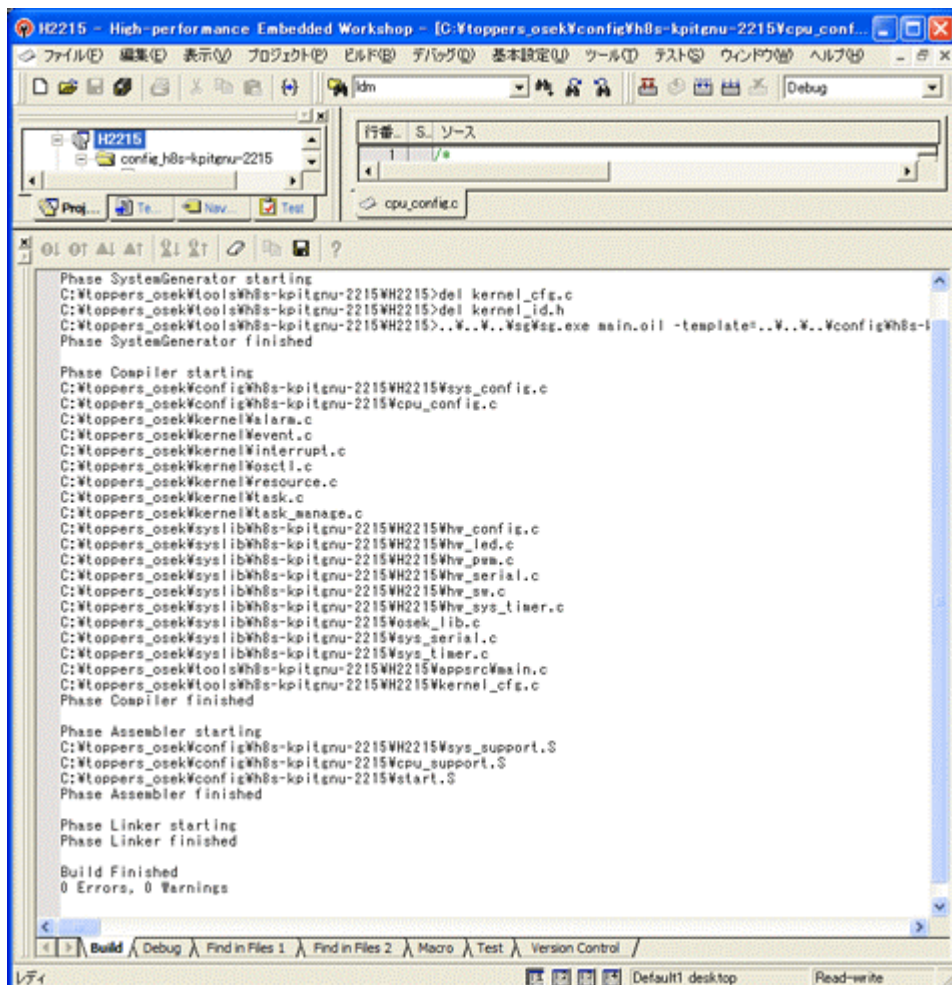 H2215 - High-performance Embedded Workshop - [C:¥toppers_osek¥config¥h8s-kpitgnu-2215¥cpu_conf...
ファイル(F) 編集(E) 表示(V) プロジェクト(P) ビルド(B) デバッグ(D) 基本設定(U) ツール(T) テスト(S) ウィンドウ(W) ヘルプ(H)
ldm
Debug
H2215
config_h8s-kpitgnu-2215
行番... S.. ソース
1 /*
Proj... Te... Nav... Test
cpu_config.c
Phase SystemGenerator starting
C:¥toppers_osek¥tools¥h8s-kpitgnu-2215¥H2215>del kernel_cfg.c
C:¥toppers_osek¥tools¥h8s-kpitgnu-2215¥H2215>del kernel_id.h
C:¥toppers_osek¥tools¥h8s-kpitgnu-2215¥H2215>..¥..¥..¥sg¥sg.exe main.oil -template=..¥..¥..¥config¥h8s-k
Phase SystemGenerator finished
Phase Compiler starting
C:¥toppers_osek¥config¥h8s-kpitgnu-2215¥H2215¥sys_config.c
C:¥toppers_osek¥config¥h8s-kpitgnu-2215¥cpu_config.c
C:¥toppers_osek¥kernel¥alarm.c
C:¥toppers_osek¥kernel¥event.c
C:¥toppers_osek¥kernel¥interrupt.c
C:¥toppers_osek¥kernel¥osctl.c
C:¥toppers_osek¥kernel¥resource.c
C:¥toppers_osek¥kernel¥task.c
C:¥toppers_osek¥kernel¥task_manage.c
C:¥toppers_osek¥syslib¥h8s-kpitgnu-2215¥H2215¥hw_config.c
C:¥toppers_osek¥syslib¥h8s-kpitgnu-2215¥H2215¥hw_led.c
C:¥toppers_osek¥syslib¥h8s-kpitgnu-2215¥H2215¥hw_pwm.c
C:¥toppers_osek¥syslib¥h8s-kpitgnu-2215¥H2215¥hw_serial.c
C:¥toppers_osek¥syslib¥h8s-kpitgnu-2215¥H2215¥hw_sw.c
C:¥toppers_osek¥syslib¥h8s-kpitgnu-2215¥H2215¥hw_sys_timer.c
C:¥toppers_osek¥syslib¥h8s-kpitgnu-2215¥osek_lib.c
C:¥toppers_osek¥syslib¥h8s-kpitgnu-2215¥sys_serial.c
C:¥toppers_osek¥syslib¥h8s-kpitgnu-2215¥sys_timer.c
C:¥toppers_osek¥tools¥h8s-kpitgnu-2215¥H2215¥appsrc¥main.c
C:¥toppers_osek¥tools¥h8s-kpitgnu-2215¥H2215¥kernel_cfg.c
Phase Compiler finished
Phase Assembler starting
C:¥toppers_osek¥config¥h8s-kpitgnu-2215¥H2215¥sys_support.S
C:¥toppers_osek¥config¥h8s-kpitgnu-2215¥cpu_support.S
C:¥toppers_osek¥config¥h8s-kpitgnu-2215¥start.S
Phase Assembler finished
Phase Linker starting
Phase Linker finished
Build Finished
0 Errors, 0 Warnings
Build Debug Find in Files 1 Find in Files 2 Macro Test Version Control
レディ Default1 desktop Read-write